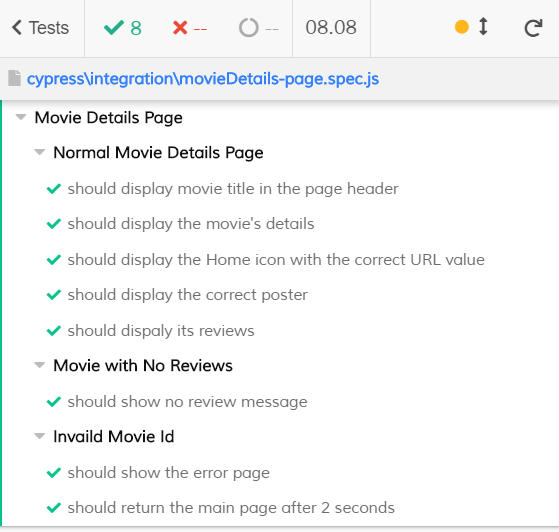 Tests 8 -- -- 08.08
cypress\integration\movieDetails-page.spec.js
Movie Details Page
Normal Movie Details Page
should display movie title in the page header
should display the movie's details
should display the Home icon with the correct URL value
should display the correct poster
should dispaly its reviews
Movie with No Reviews
should show no review message
Invaild Movie Id
should show the error page
should return the main page after 2 seconds